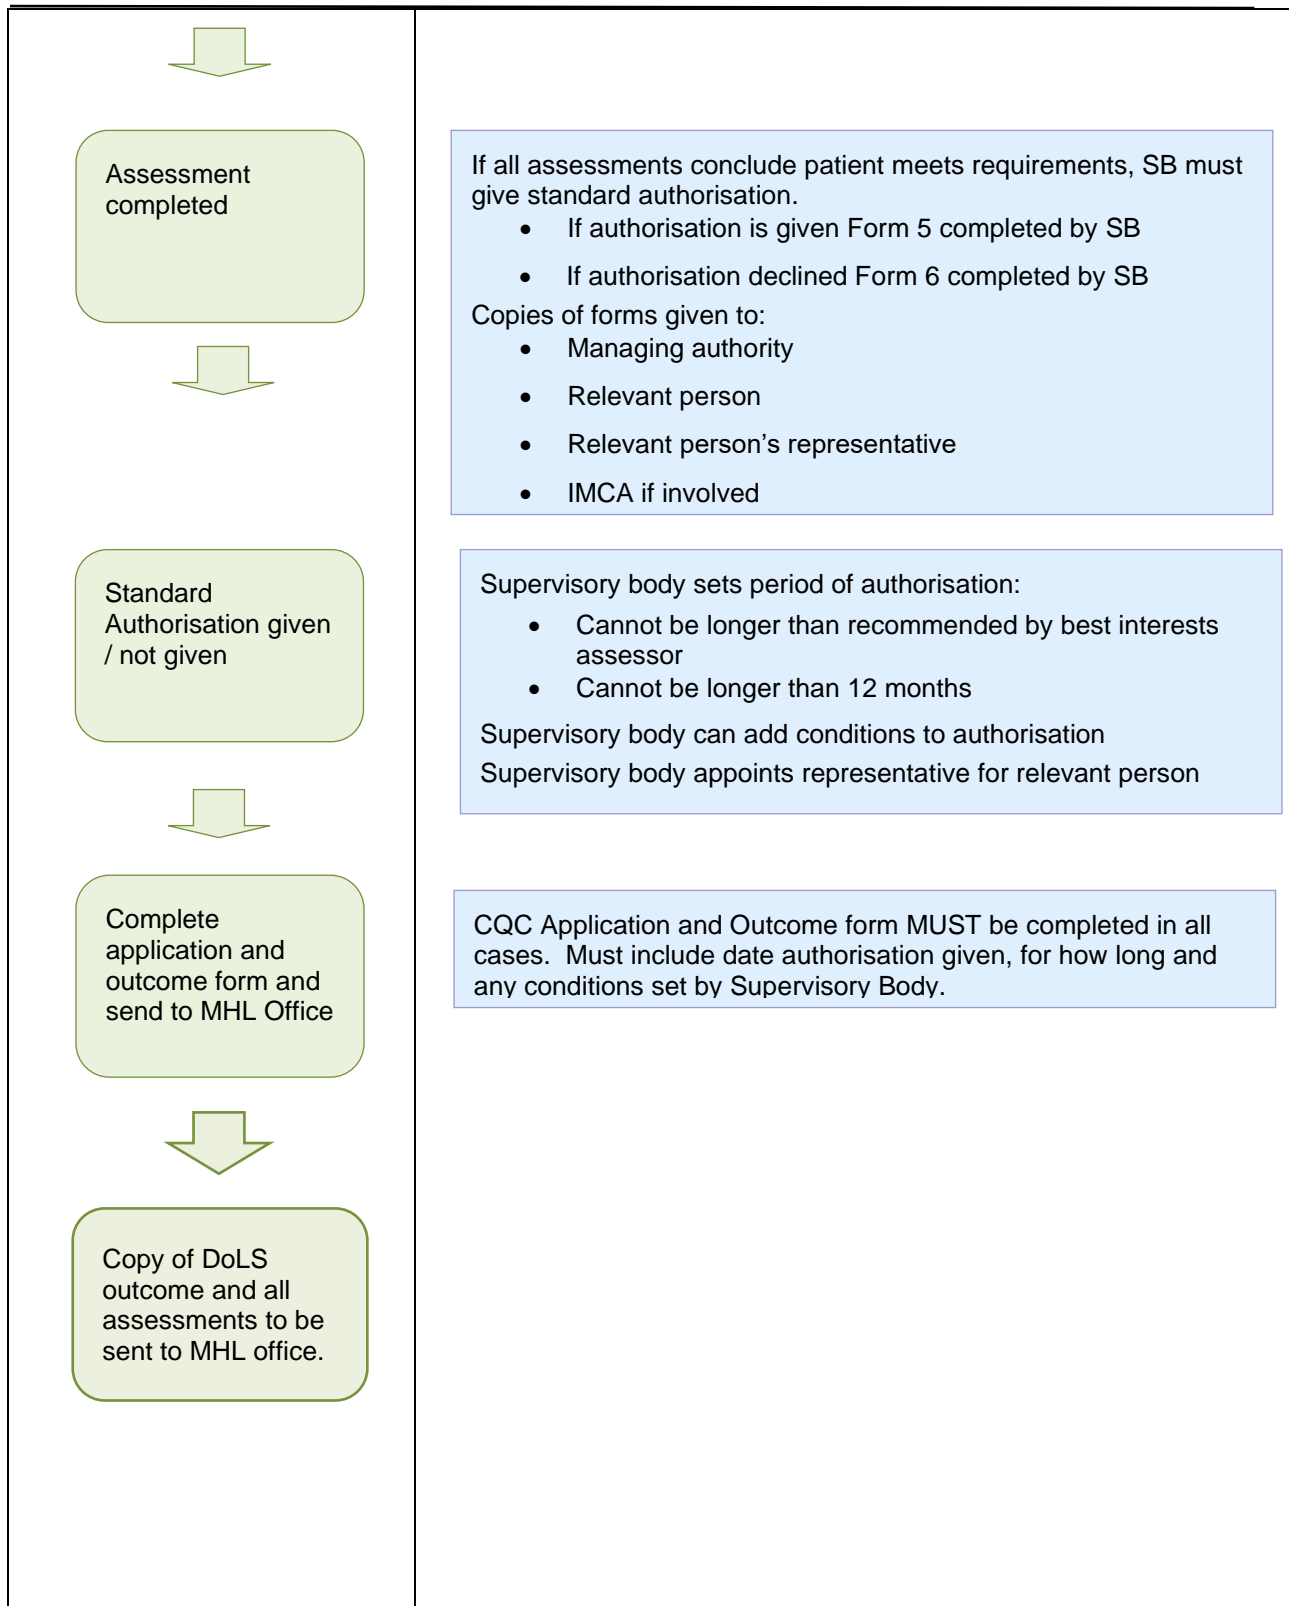 Assessment
completed
If all assessments conclude patient meets requirements, SB must
give standard authorisation.
• If authorisation is given Form 5 completed by SB
• If authorisation declined Form 6 completed by SB
Copies of forms given to:
• Managing authority
• Relevant person
• Relevant person’s representative
• IMCA if involved
Standard
Authorisation given
/ not given
Supervisory body sets period of authorisation:
• Cannot be longer than recommended by best interests
assessor
• Cannot be longer than 12 months
Supervisory body can add conditions to authorisation
Supervisory body appoints representative for relevant person
Complete
application and
outcome form and
send to MHL Office
CQC Application and Outcome form MUST be completed in all
cases.  Must include date authorisation given, for how long and
any conditions set by Supervisory Body.
Copy of DoLS
outcome and all
assessments to be
sent to MHL office.